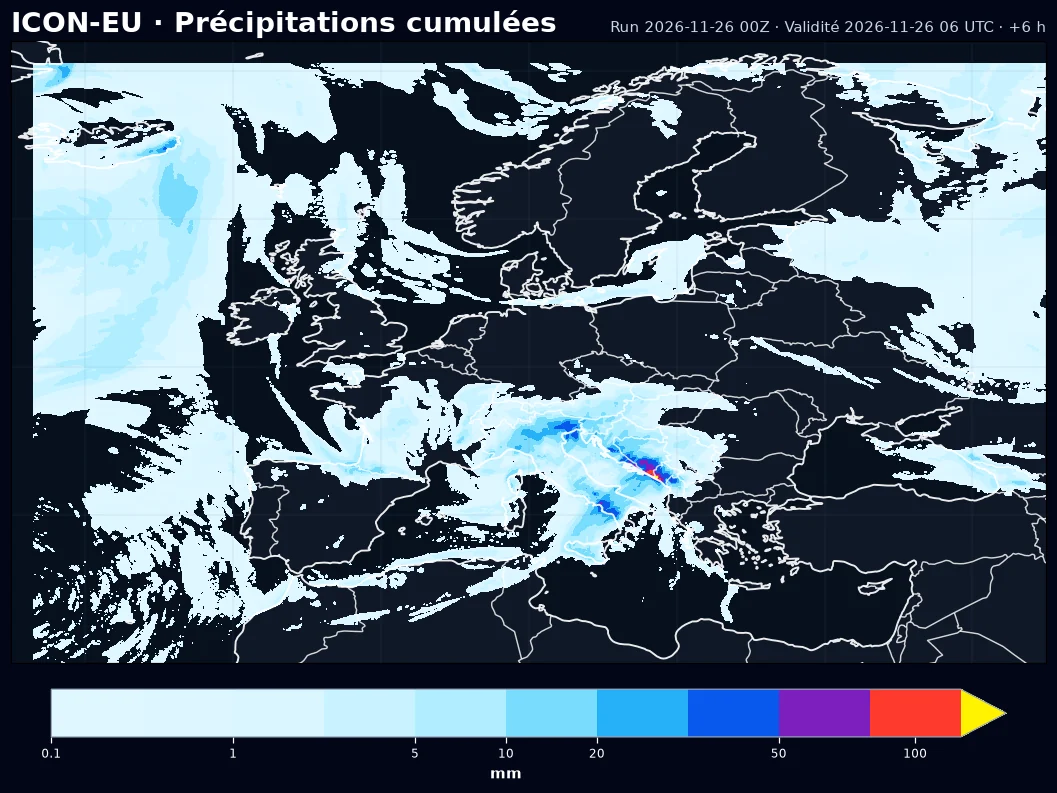 ICON-EU · Précipitations cumulées
Run 2026-11-26 00Z · Validité 2026-11-26 06 UTC · +6 h
0.1 1 5 10 20 50 100
mm